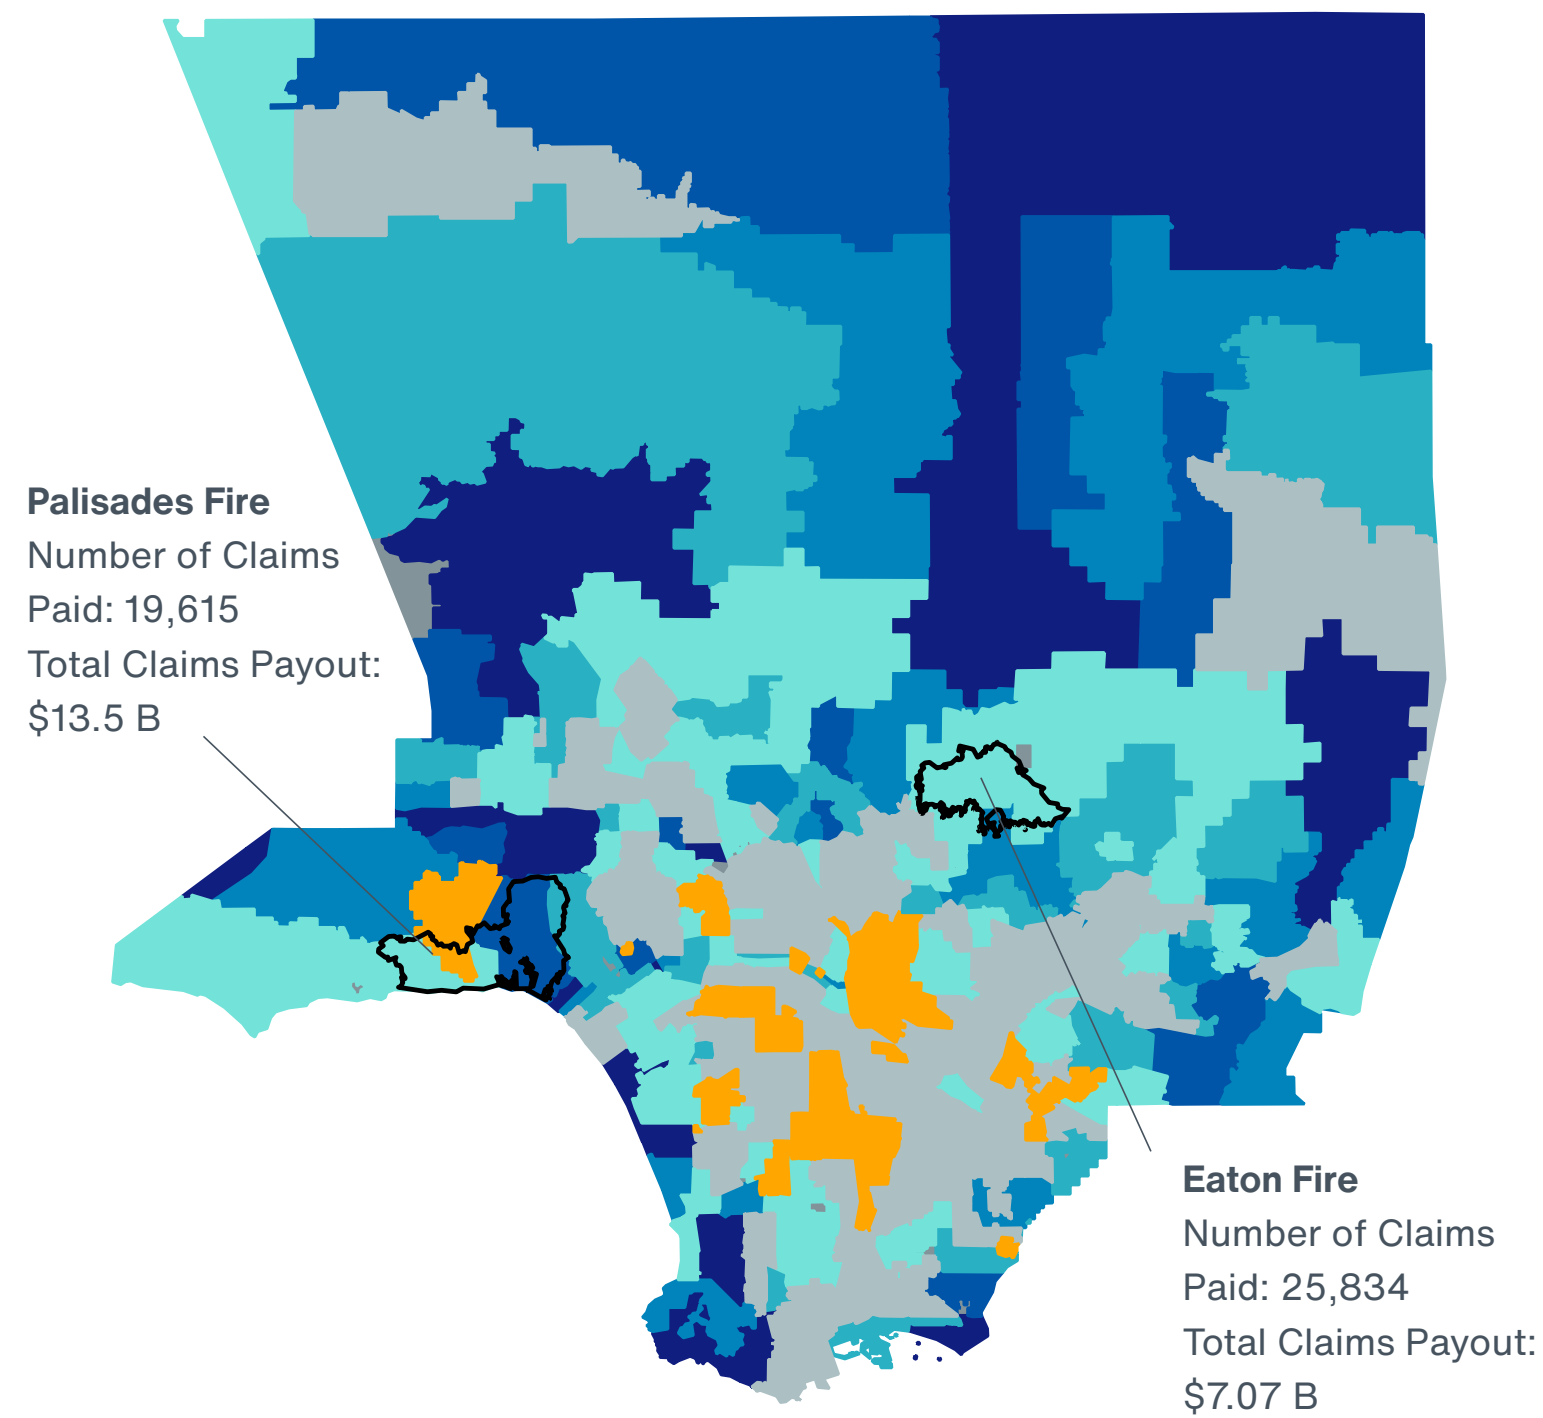 Palisades Fire
Number of Claims
Paid: 19,615
Total Claims Payout:
$13.5 B
Eaton Fire
Number of Claims
Paid: 25,834
Total Claims Payout:
$7.07 B